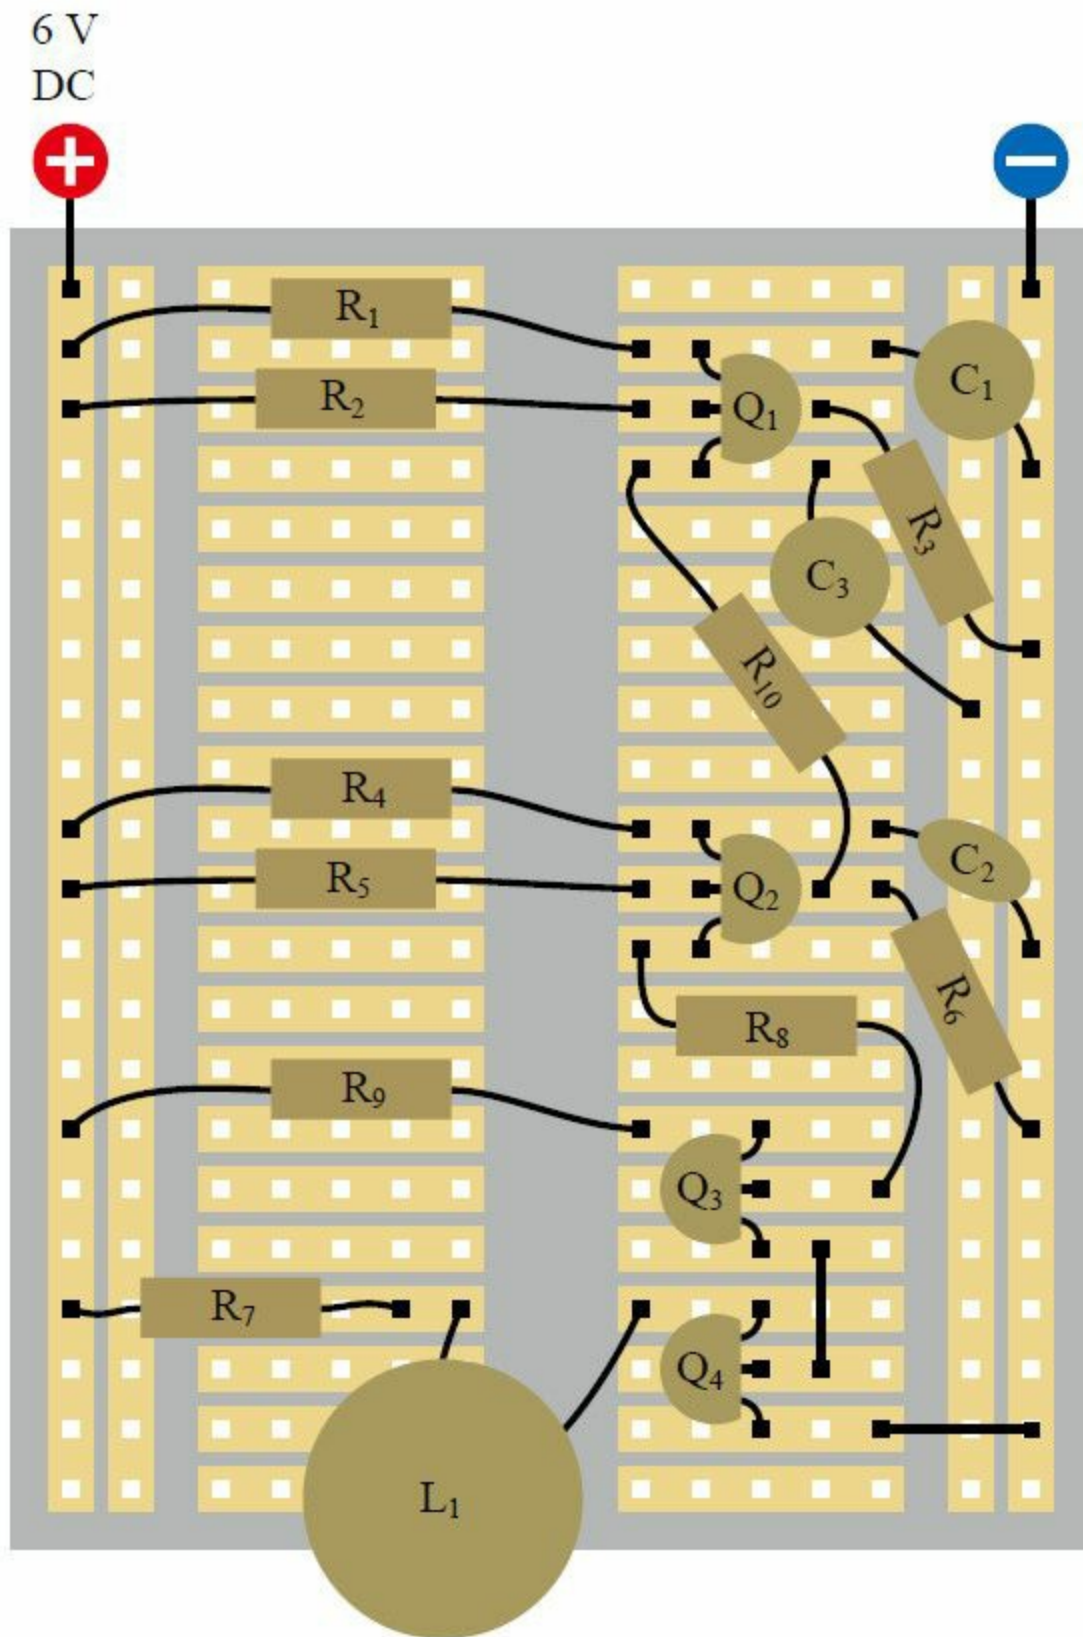 6 V
DC
+
−
R₁
R₂
Q₁
C₁
R₃
C₃
R₁₀
R₄
R₅
Q₂
C₂
R₆
R₈
R₉
Q₃
R₇
Q₄
L₁